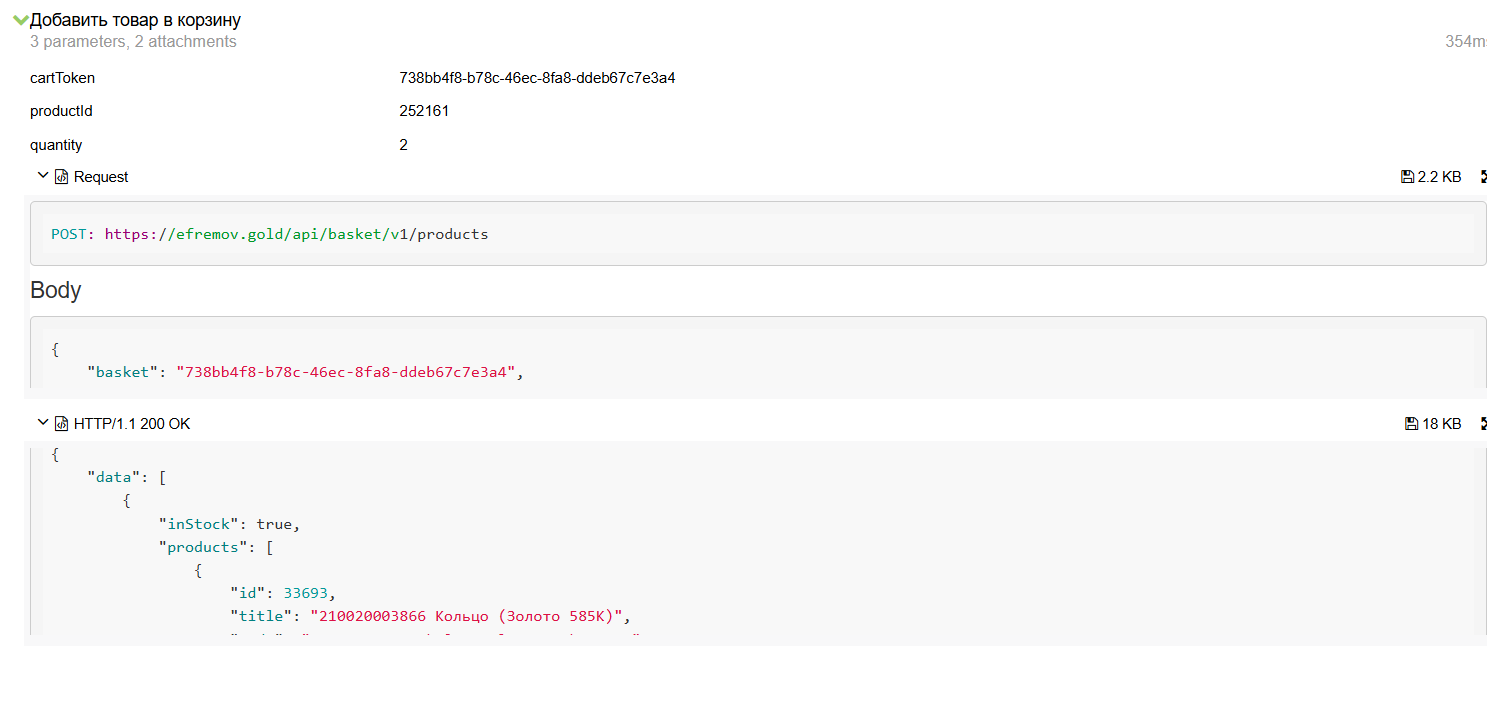 Добавить товар в корзину
3 parameters, 2 attachments 354ms
cartToken 738bb4f8-b78c-46ec-8fa8-ddeb67c7e3a4
productId 252161
quantity 2
Request 2.2 KB
POST: https://efremov.gold/api/basket/v1/products
Body
{
"basket": "738bb4f8-b78c-46ec-8fa8-ddeb67c7e3a4",
HTTP/1.1 200 OK 18 KB
{
"data": [
{
"inStock": true,
"products": [
{
"id": 33693,
"title": "210020003866 Кольцо (Золото 585К)",